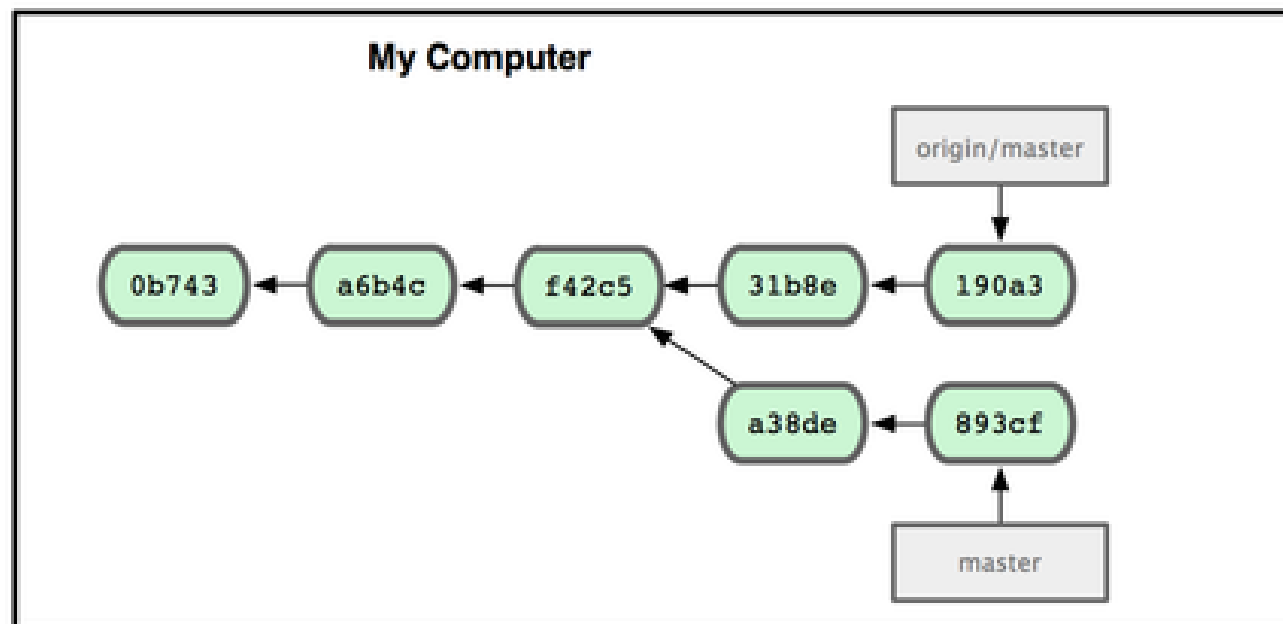 My Computer
origin/master
0b743 a6b4c f42c5 31b8e 190a3
a38de 893cf
master